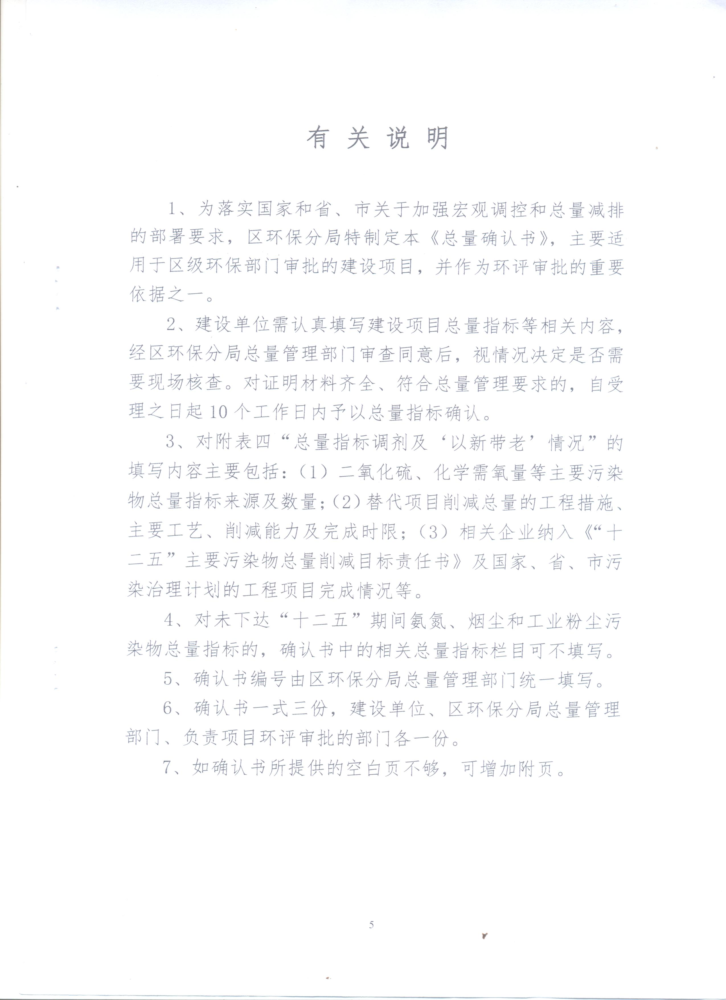 有关说明
1、为落实国家和省、市关于加强宏观调控和总量减排
的部署要求，区环保分局特制定本《总量确认书》，主要适
用于区级环保部门审批的建设项目，并作为环评审批的重要
依据之一。
2、建设单位需认真填写建设项目总量指标等相关内容，
经区环保分局总量管理部门审查同意后，视情况决定是否需
要现场核查。对证明材料齐全、符合总量管理要求的，自受
理之日起 10 个工作日内予以总量指标确认。
3、对附表四“总量指标调剂及‘以新带老’情况”的
填写内容主要包括：（1）二氧化硫、化学需氧量等主要污染
物总量指标来源及数量；（2）替代项目削减总量的工程措施、
主要工艺、削减能力及完成时限；（3）相关企业纳入《“十
二五”主要污染物总量削减目标责任书》及国家、省、市污
染治理计划的工程项目完成情况等。
4、对未下达“十二五”期间氨氮、烟尘和工业粉尘污
染物总量指标的，确认书中的相关总量指标栏目可不填写。
5、确认书编号由区环保分局总量管理部门统一填写。
6、确认书一式三份，建设单位、区环保分局总量管理
部门、负责项目环评审批的部门各一份。
7、如确认书所提供的空白页不够，可增加附页。
5